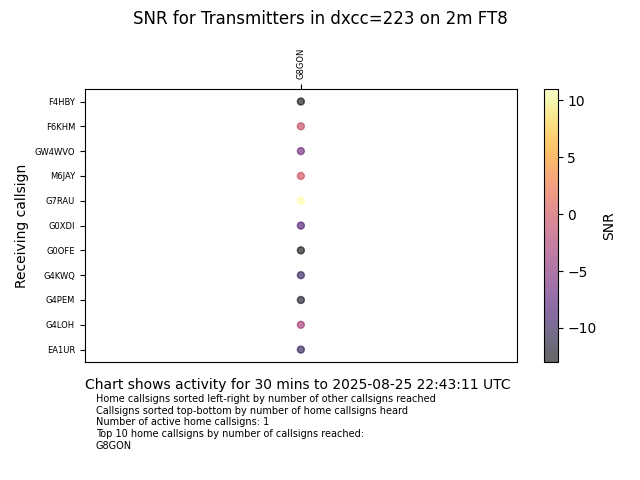 SNR for Transmitters in dxcc=223 on 2m FT8
G8GON
F4HBY
F6KHM
GW4WVO
M6JAY
G7RAU
G0XDI
G0OFE
G4KWQ
G4PEM
G4LOH
EA1UR
Receiving callsign
10
5
0
−5
−10
SNR
Chart shows activity for 30 mins to 2025-08-25 22:43:11 UTC
Home callsigns sorted left-right by number of other callsigns reached
Callsigns sorted top-bottom by number of home callsigns heard
Number of active home callsigns: 1
Top 10 home callsigns by number of callsigns reached:
G8GON